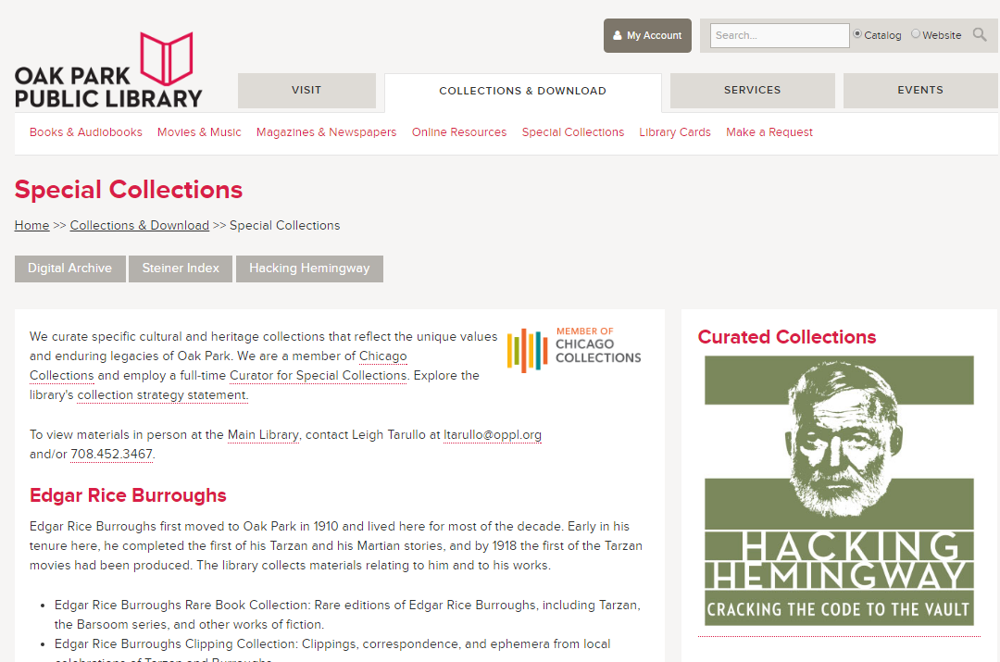 My Account
Search...
Catalog
Website
OAK PARK
PUBLIC LIBRARY
VISIT
COLLECTIONS & DOWNLOAD
SERVICES
EVENTS
Books & Audiobooks
Movies & Music
Magazines & Newspapers
Online Resources
Special Collections
Library Cards
Make a Request
Special Collections
Home >> Collections & Download >> Special Collections
Digital Archive
Steiner Index
Hacking Hemingway
We curate specific cultural and heritage collections that reflect the unique values
and enduring legacies of Oak Park. We are a member of Chicago
Collections and employ a full-time Curator for Special Collections. Explore the
library's collection strategy statement.
MEMBER OF
CHICAGO
COLLECTIONS
To view materials in person at the Main Library, contact Leigh Tarullo at ltarullo@oppl.org
and/or 708.452.3467.
Edgar Rice Burroughs
Edgar Rice Burroughs first moved to Oak Park in 1910 and lived here for most of the decade. Early in his
tenure here, he completed the first of his Tarzan and his Martian stories, and by 1918 the first of the Tarzan
movies had been produced. The library collects materials relating to him and to his works.
• Edgar Rice Burroughs Rare Book Collection: Rare editions of Edgar Rice Burroughs, including Tarzan,
the Barsoom series, and other works of fiction.
• Edgar Rice Burroughs Clipping Collection: Clippings, correspondence, and ephemera from local
celebrations of Tarzan and Burroughs.
Curated Collections
HACKING
HEMINGWAY
CRACKING THE CODE TO THE VAULT